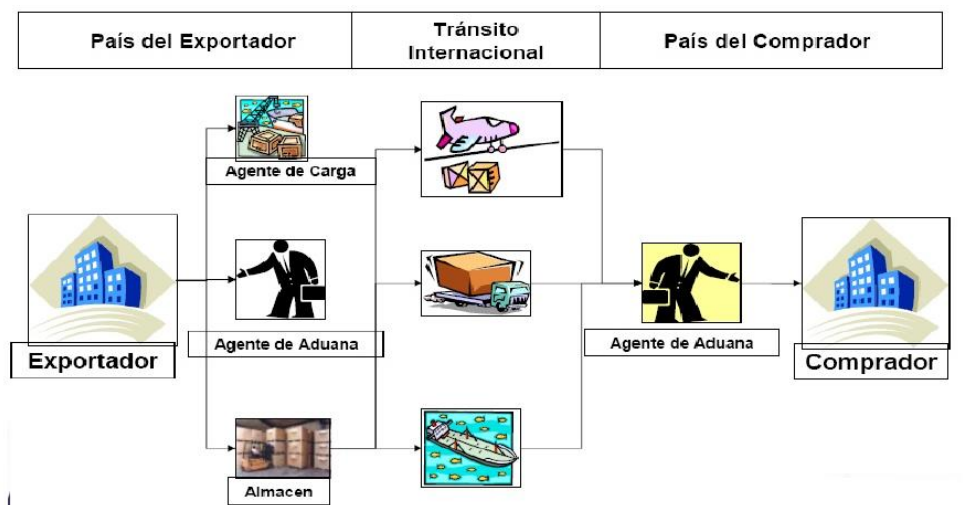 País del Exportador
Tránsito
Internacional
País del Comprador
Agente de Carga
Agente de Aduana
Exportador
Almacen
Agente de Aduana
Comprador